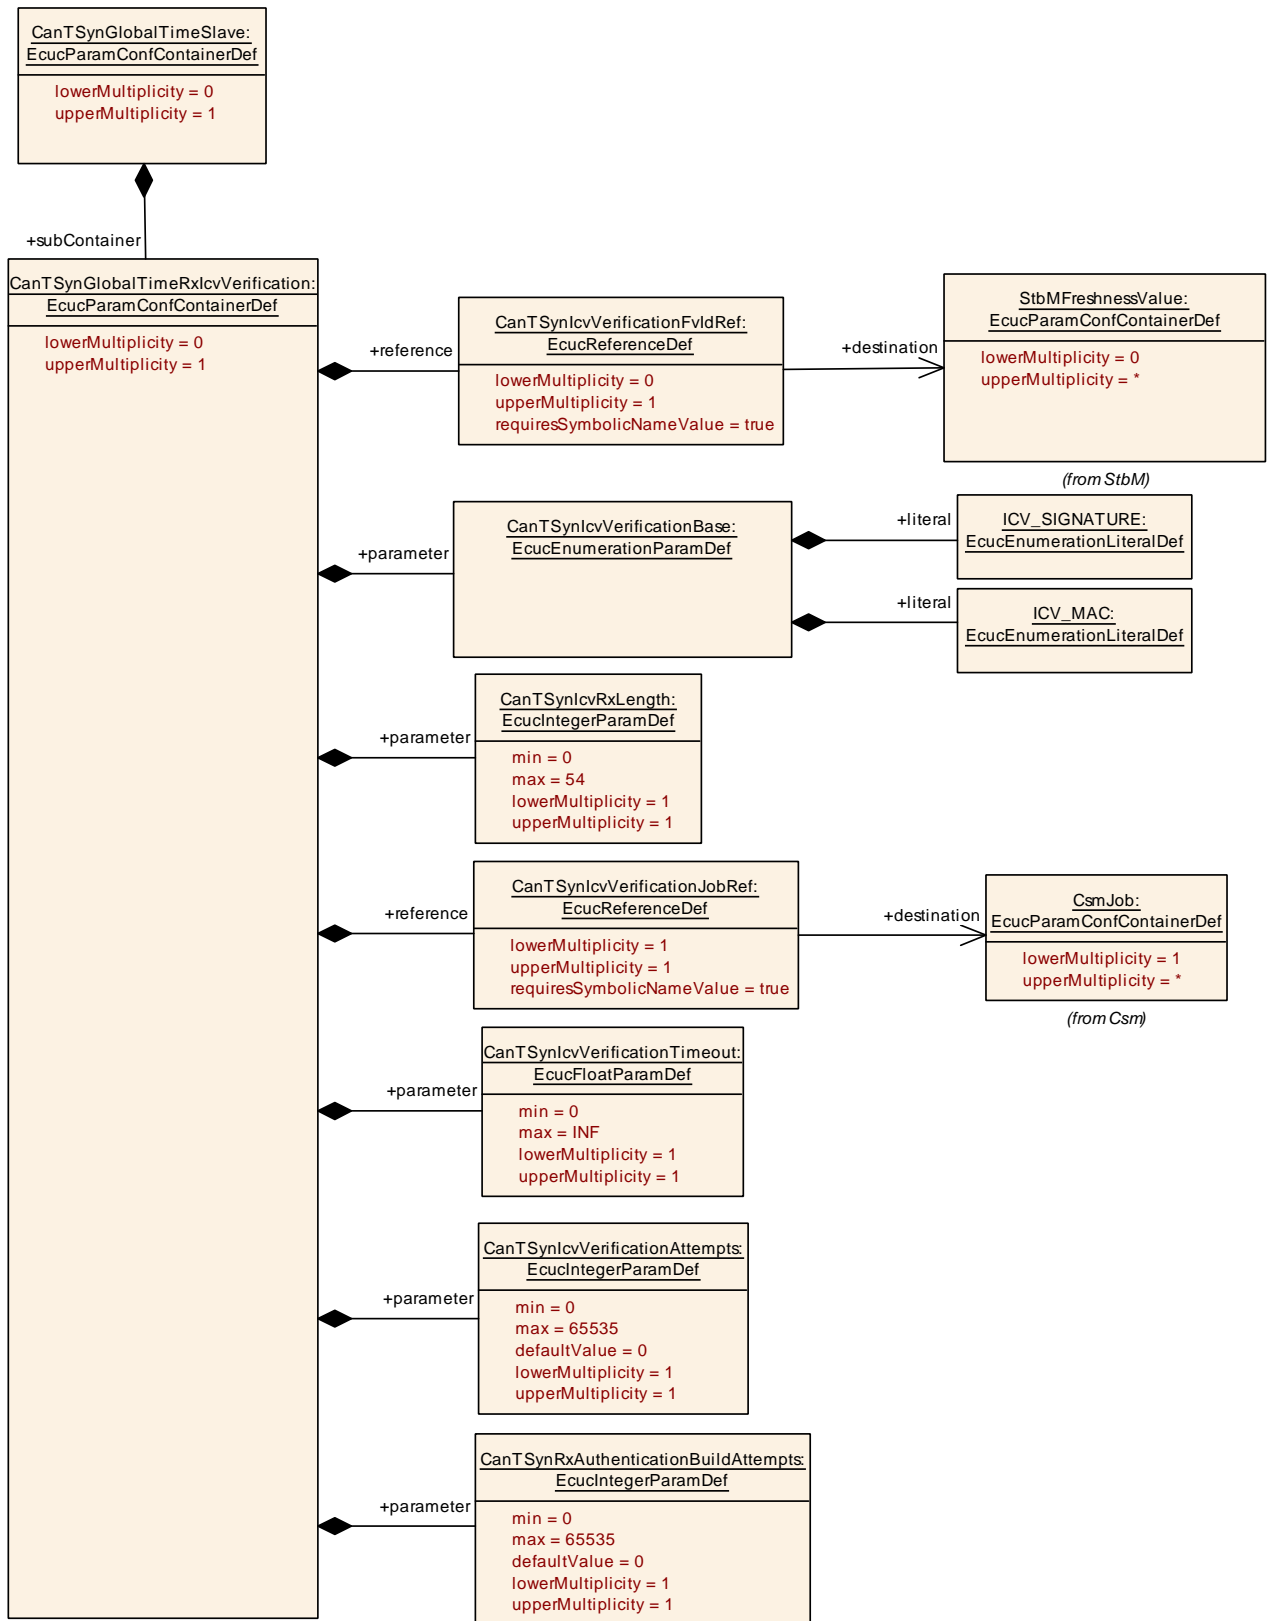 CanTSynGlobalTimeSlave:
EcucParamConfContainerDef
lowerMultiplicity = 0
upperMultiplicity = 1
+subContainer
CanTSynGlobalTimeRxIcvVerification:
EcucParamConfContainerDef
lowerMultiplicity = 0
upperMultiplicity = 1
+reference
CanTSynIcvVerificationFvIdRef:
EcucReferenceDef
lowerMultiplicity = 0
upperMultiplicity = 1
requiresSymbolicNameValue = true
+destination
StbMFreshnessValue:
EcucParamConfContainerDef
lowerMultiplicity = 0
upperMultiplicity = *
(from StbM)
+parameter
CanTSynIcvVerificationBase:
EcucEnumerationParamDef
+literal
ICV_SIGNATURE:
EcucEnumerationLiteralDef
+literal
ICV_MAC:
EcucEnumerationLiteralDef
+parameter
CanTSynIcvRxLength:
EcucIntegerParamDef
min = 0
max = 54
lowerMultiplicity = 1
upperMultiplicity = 1
+reference
CanTSynIcvVerificationJobRef:
EcucReferenceDef
lowerMultiplicity = 1
upperMultiplicity = 1
requiresSymbolicNameValue = true
+destination
CsmJob:
EcucParamConfContainerDef
lowerMultiplicity = 1
upperMultiplicity = *
(from Csm)
+parameter
CanTSynIcvVerificationTimeout:
EcucFloatParamDef
min = 0
max = INF
lowerMultiplicity = 1
upperMultiplicity = 1
+parameter
CanTSynIcvVerificationAttempts:
EcucIntegerParamDef
min = 0
max = 65535
defaultValue = 0
lowerMultiplicity = 1
upperMultiplicity = 1
+parameter
CanTSynRxAuthenticationBuildAttempts:
EcucIntegerParamDef
min = 0
max = 65535
defaultValue = 0
lowerMultiplicity = 1
upperMultiplicity = 1